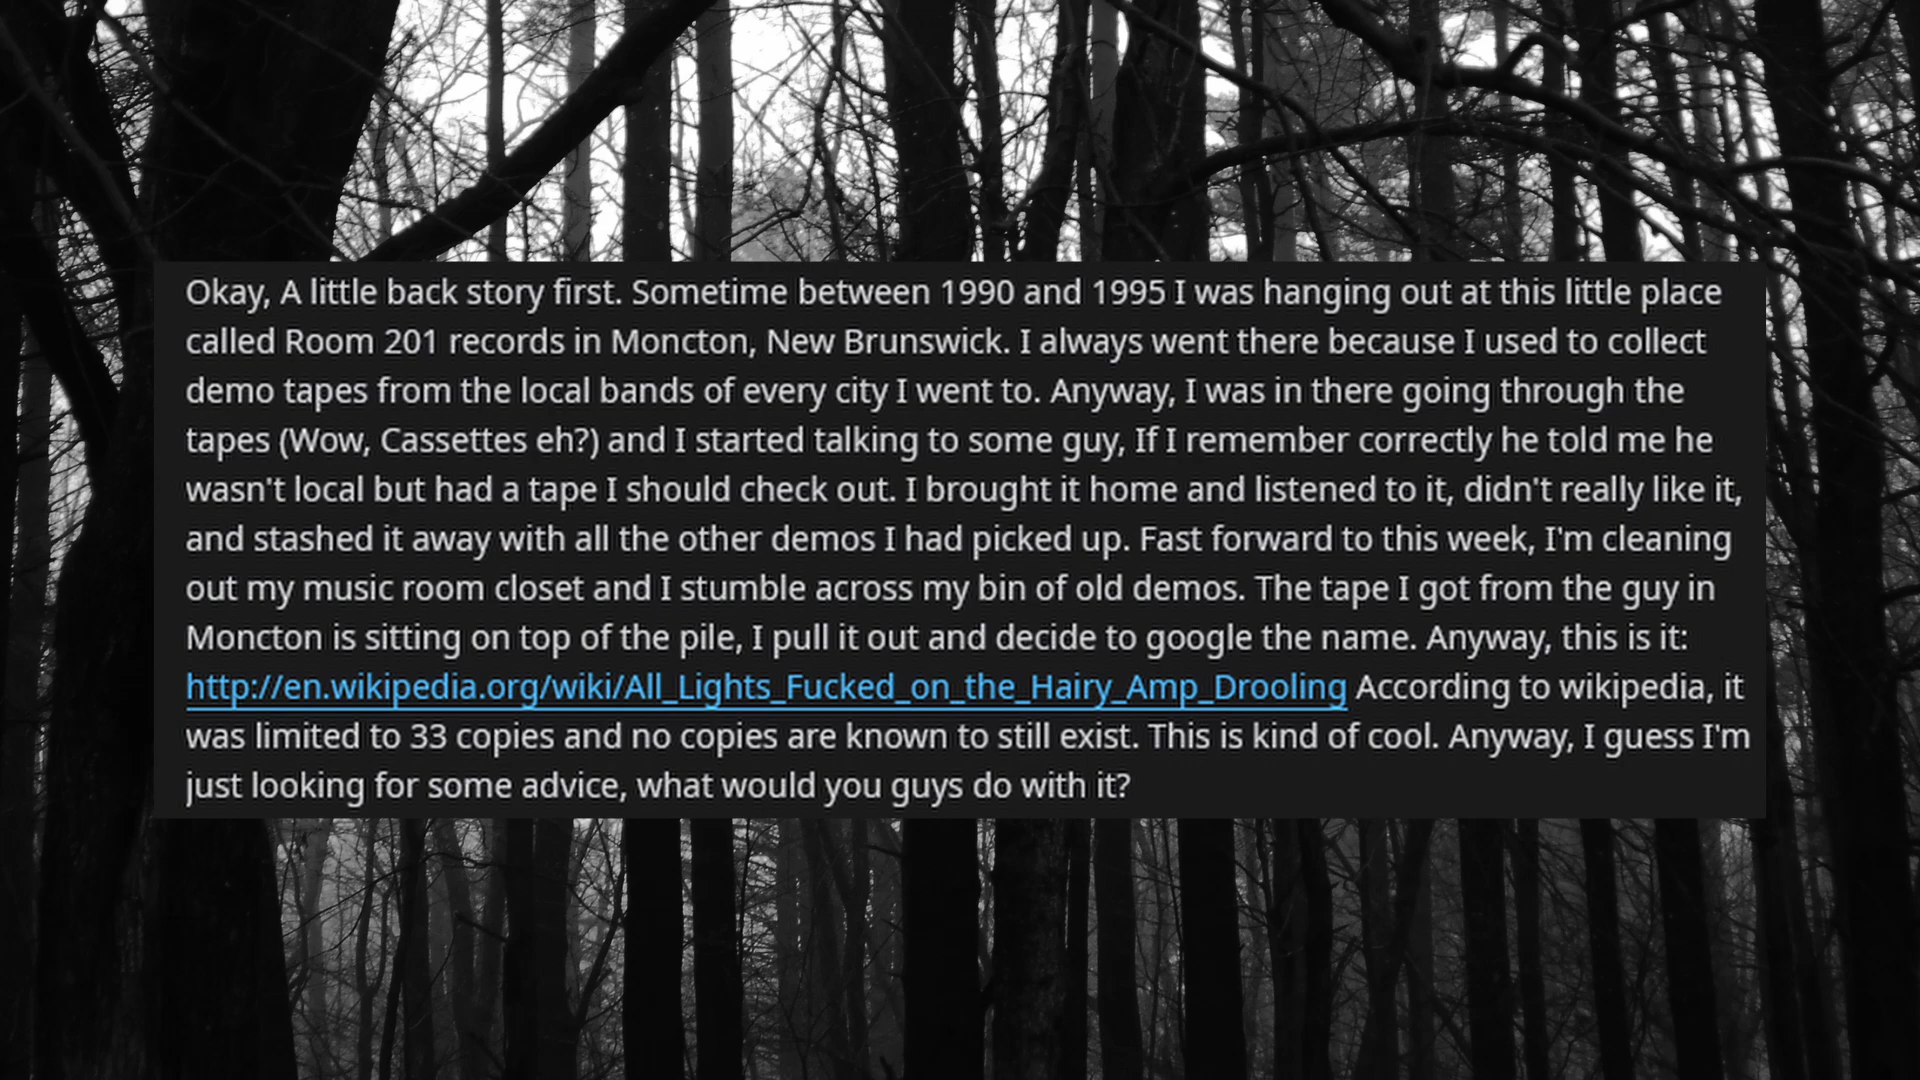 Okay, A little back story first. Sometime between 1990 and 1995 I was hanging out at this little place
called Room 201 records in Moncton, New Brunswick. I always went there because I used to collect
demo tapes from the local bands of every city I went to. Anyway, I was in there going through the
tapes (Wow, Cassettes eh?) and I started talking to some guy, If I remember correctly he told me he
wasn't local but had a tape I should check out. I brought it home and listened to it, didn't really like it,
and stashed it away with all the other demos I had picked up. Fast forward to this week, I'm cleaning
out my music room closet and I stumble across my bin of old demos. The tape I got from the guy in
Moncton is sitting on top of the pile, I pull it out and decide to google the name. Anyway, this is it:
http://en.wikipedia.org/wiki/All_Lights_Fucked_on_the_Hairy_Amp_Drooling According to wikipedia, it
was limited to 33 copies and no copies are known to still exist. This is kind of cool. Anyway, I guess I'm
just looking for some advice, what would you guys do with it?